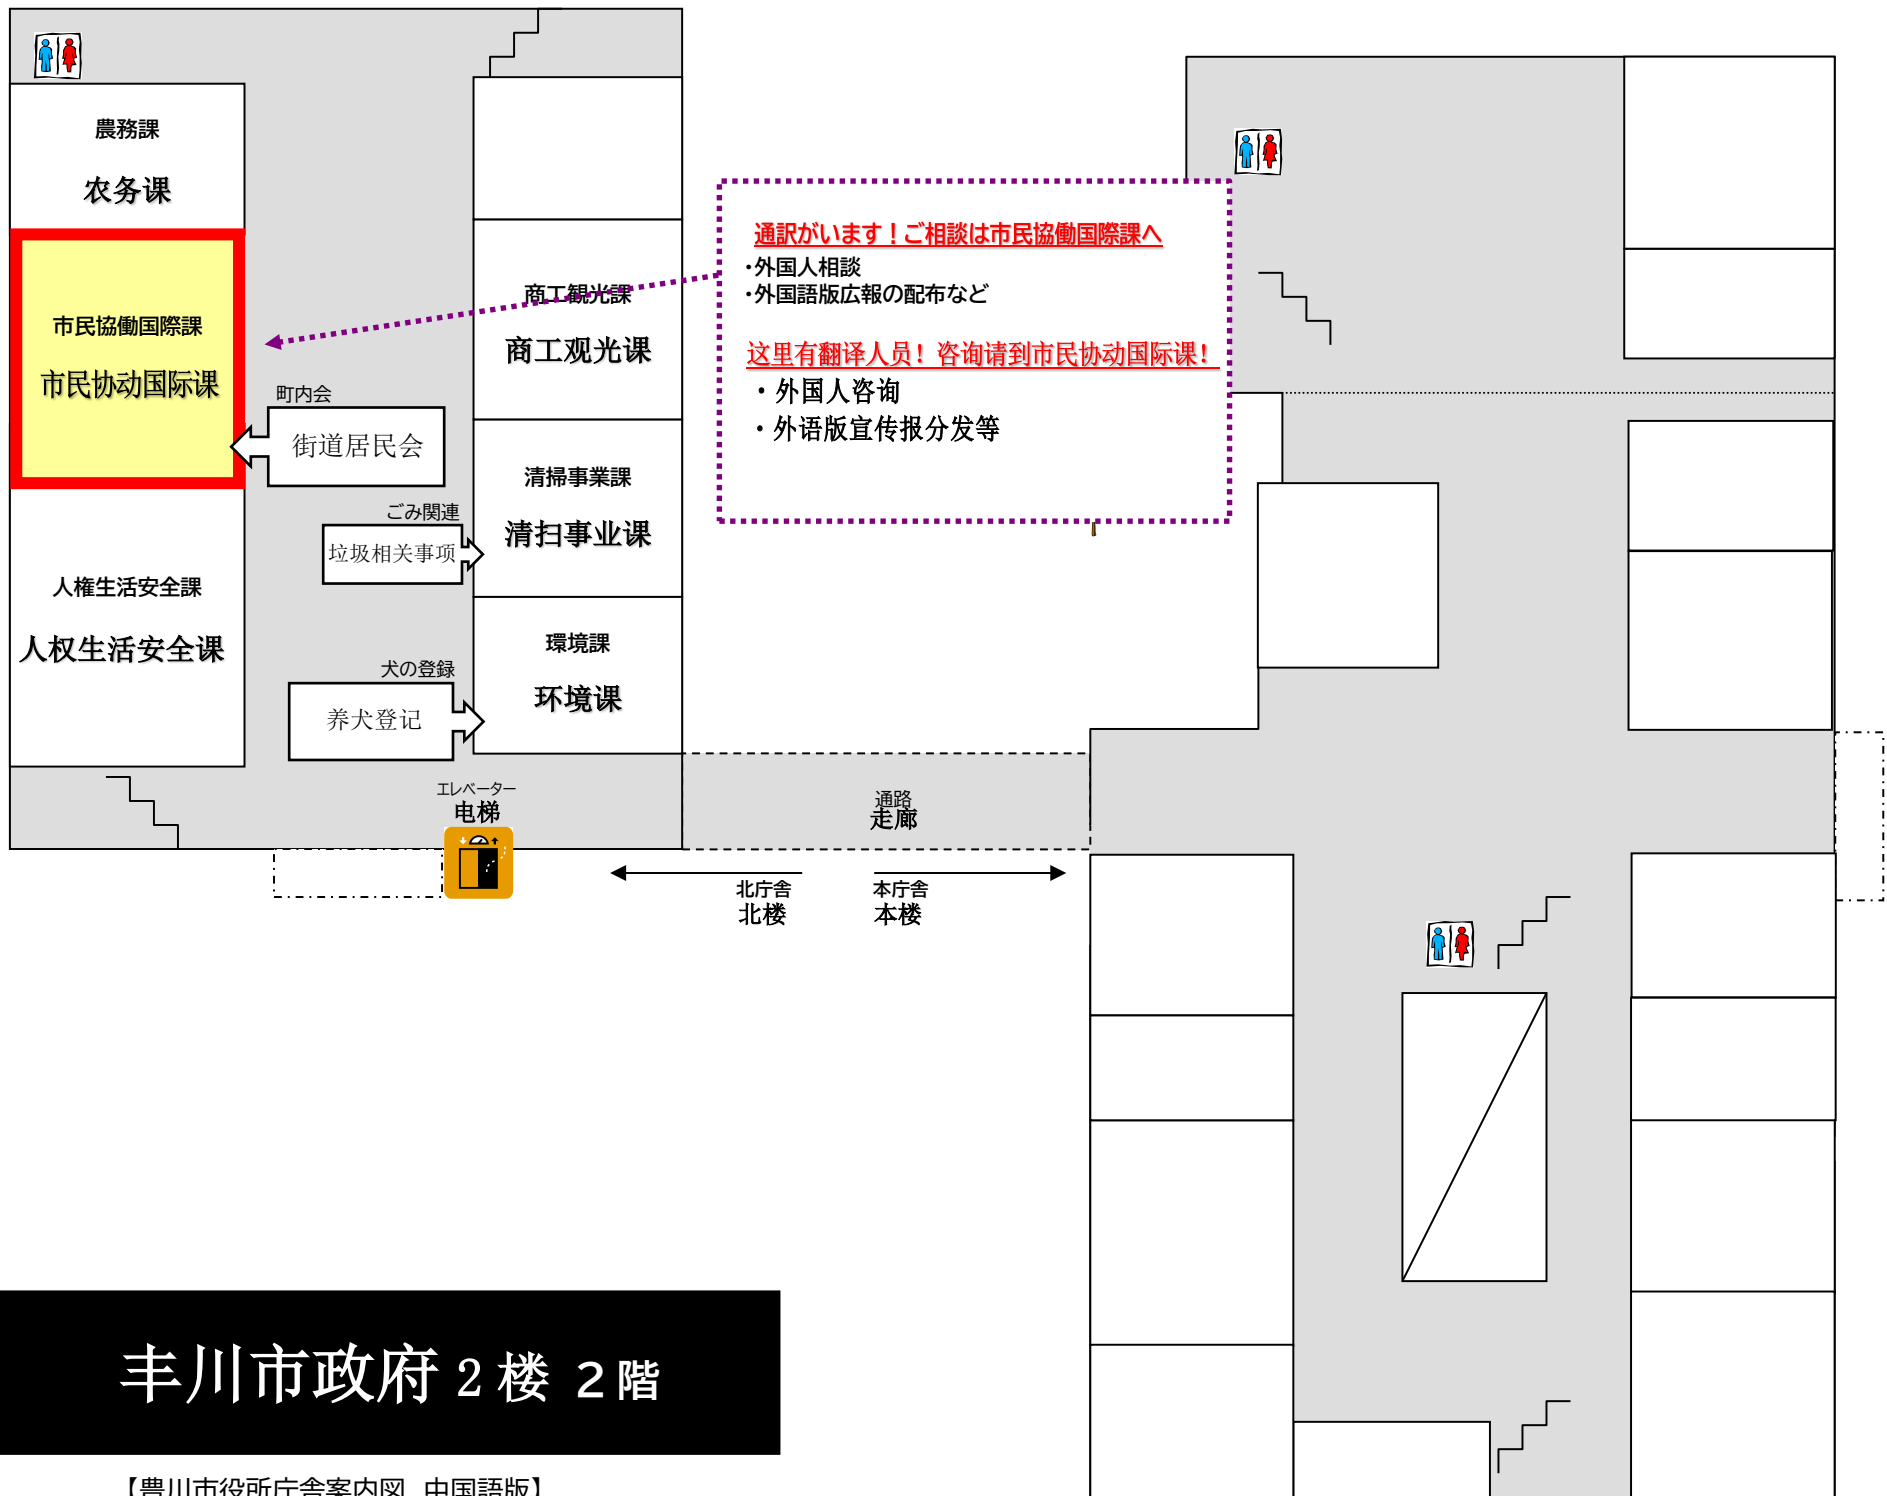 農務課
农务课
市民協働国際課
市民协动国际课
町内会
街道居民会
人権生活安全課
人权生活安全课
商工観光課
商工观光课
ごみ関連
垃圾相关事项
清掃事業課
清扫事业课
犬の登録
养犬登记
環境課
环境课
通訳がいます！ご相談は市民協働国際課へ
・外国人相談
・外国語版広報の配布など
这里有翻译人员！咨询请到市民协动国际课！
・外国人咨询
・外语版宣传报分发等
エレベーター
电梯
通路
走廊
北庁舎
北楼
本庁舎
本楼
丰川市政府 2 楼 2 階
【豊川市役所庁舎案内図 中国語版】